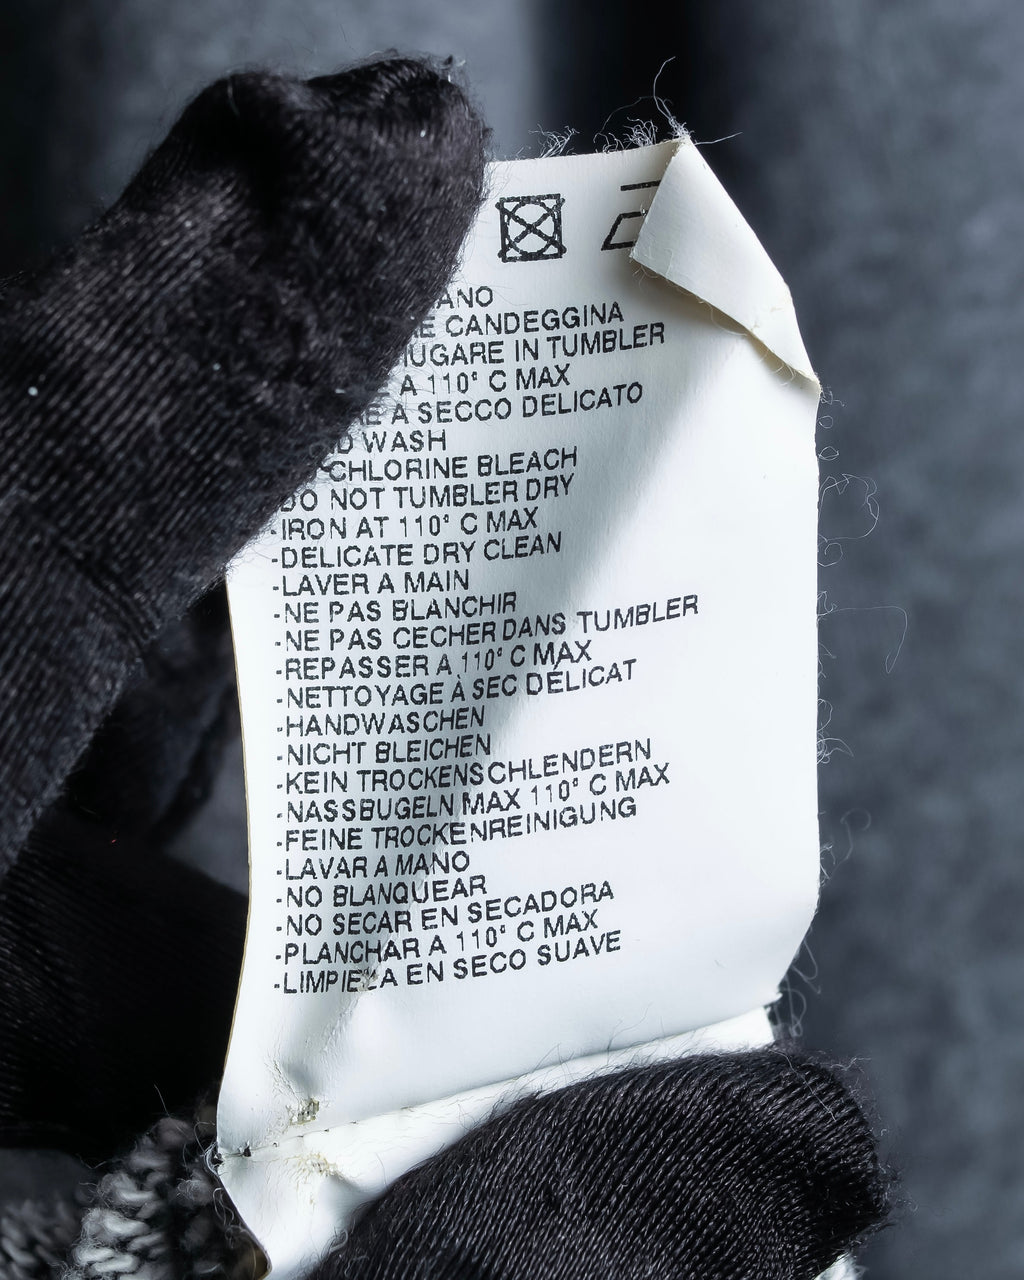 ANO
E CANDEGGINA
IUGARE IN TUMBLER
A 110° C MAX
E A SECCO DELICATO
D WASH
CHLORINE BLEACH
DO NOT TUMBLER DRY
-IRON AT 110° C MAX
-DELICATE DRY CLEAN
-LAVER A MAIN
-NE PAS BLANCHIR
-NE PAS CECHER DANS TUMBLER
-REPASSER A 110° C MAX
-NETTOYAGE À SEC DÉLICAT
-HANDWASCHEN
-NICHT BLEICHEN
-KEIN TROCKENSCHLENDERN
-NASSBUGELN MAX 110° C MAX
-FEINE TROCKENREINIGUNG
-LAVAR A MANO
-NO BLANQUEAR
-NO SECAR EN SECADORA
-PLANCHAR A 110° C MAX
-LIMPIEZA EN SECO SUAVE